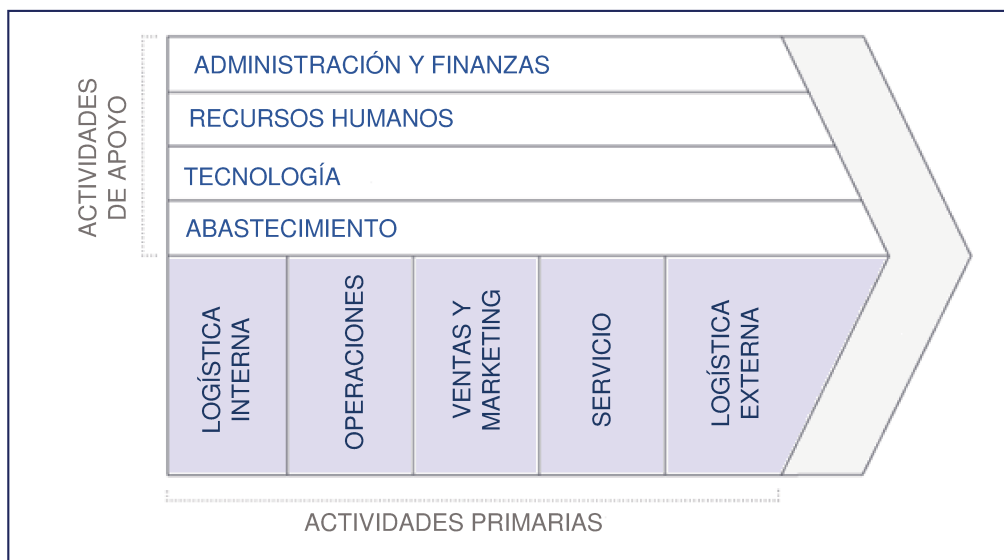 ACTIVIDADES
DE APOYO
ADMINISTRACIÓN Y FINANZAS
RECURSOS HUMANOS
TECNOLOGÍA
ABASTECIMIENTO
LOGÍSTICA
INTERNA
OPERACIONES
VENTAS Y
MARKETING
SERVICIO
LOGÍSTICA
EXTERNA
ACTIVIDADES PRIMARIAS